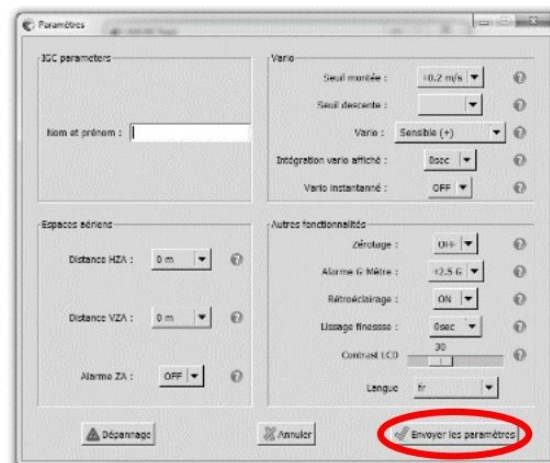 Paramètres
IGC parameters
Nom et prénom :
Vario
Seuil montée : +0.2 m/s
Seuil descente :
Vario : Sensible (+)
Intégration vario affiché : 0sec
Vario instantanné : OFF
Espaces aériens
Distance HZA : 0 m
Distance VZA : 0 m
Alarme ZA : OFF
Autres fonctionnalités
Zérotage : OFF
Alarme G Mètre : +2.5 G
Rétroéclairage : ON
Lissage finessse : 0sec
30
Contrast LCD
Langue fr
Dépannage
Annuler
Envoyer les paramètres